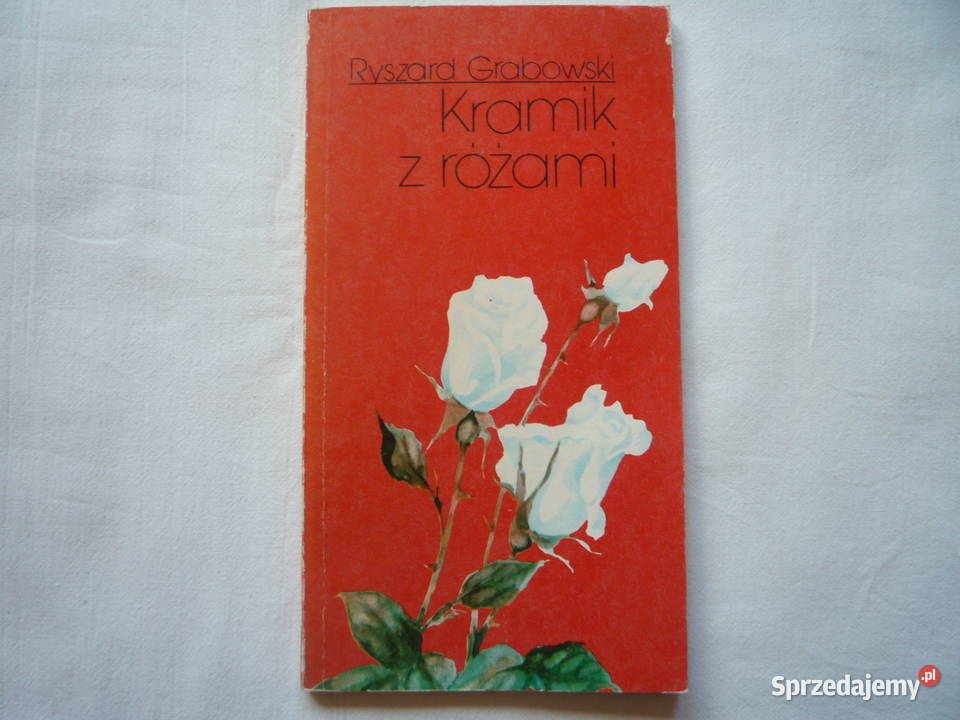 Ryszard Grabowski
Kramik
z różami
Sprzedajemy.pl